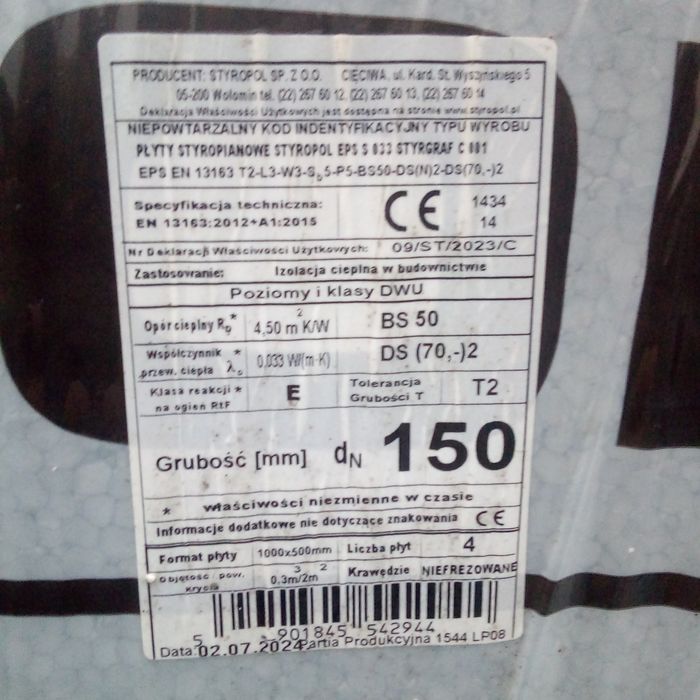 PRODUCENT: STYROPOL SP. Z O.O. CIĘCIWA, ul. Kard. St. Wyszyńskiego 5
05-200 Wołomin tel. (22) 267 60 12, (22) 267 60 13, (22) 267 60 14
Deklaracja Właściwości Użytkowych jest dostępna na stronie www.styropol.pl
NIEPOWTARZALNY KOD INDENTYFIKACYJNY TYPU WYROBU
PŁYTY STYROPIANOWE STYROPOL EPS S 033 STYRGRAF C 001
EPS EN 13163 T2-L3-W3-Sb5-P5-BS50-DS(N)2-DS(70,-)2
Specyfikacja techniczna:
EN 13163:2012+A1:2015
CE
1434
14
Nr Deklaracji Właściwości Użytkowych: 09/ST/2023/C
Zastosowanie: Izolacja cieplna w budownictwie
Poziomy i klasy DWU
Opór cieplny RD* 4,50 m²K/W BS 50
Współczynnik * przew. ciepła λD 0,033 W/(m·K) DS (70,-)2
Klasa reakcji * na ogień RtF E Tolerancja Grubości T T2
Grubość [mm] dN 150
* właściwości niezmienne w czasie
Informacje dodatkowe nie dotyczące znakowania CE
Format płyty 1000x500mm Liczba płyt 4
Objętość / pow. krycia 0.3m³/2m² Krawędzie NIEFREZOWANE
5 901845 542944
Data: 02.07.2024 Partia Produkcyjna 1544 LP08